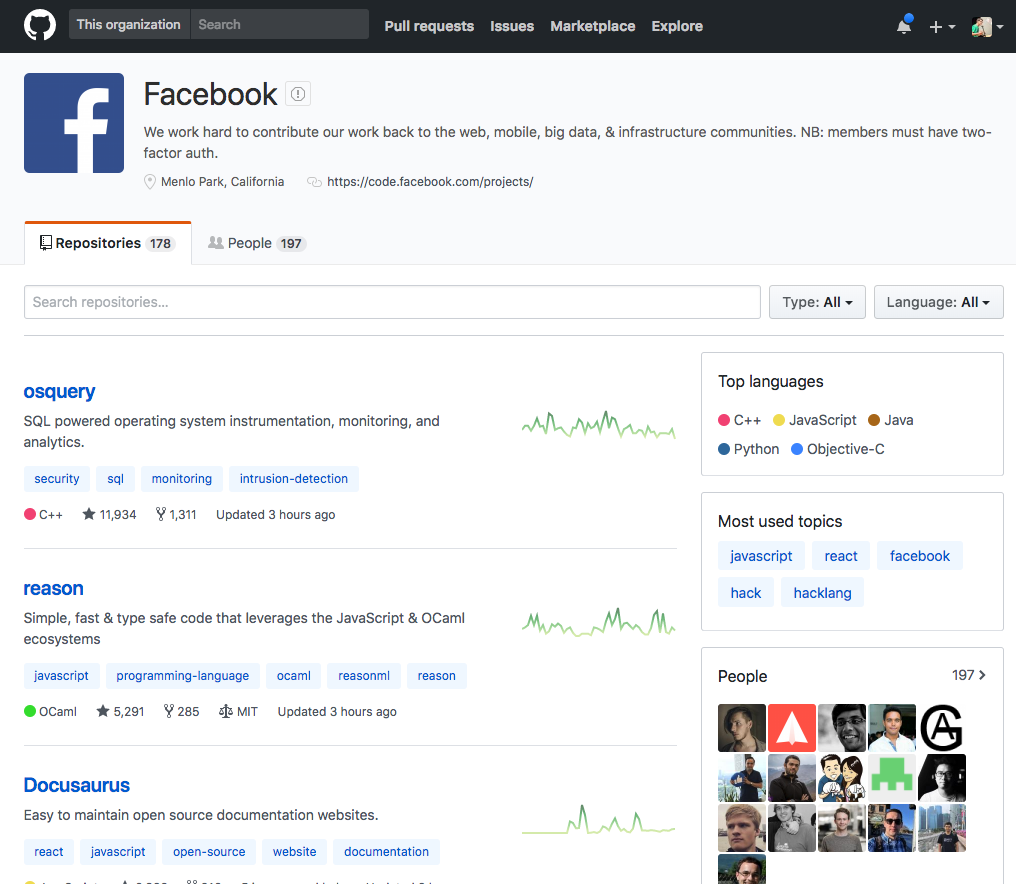 This organization
Search
Pull requests
Issues
Marketplace
Explore
Facebook
We work hard to contribute our work back to the web, mobile, big data, & infrastructure communities. NB: members must have two-
factor auth.
Menlo Park, California
https://code.facebook.com/projects/
Repositories 178
People 197
Search repositories...
Type: All
Language: All
osquery
SQL powered operating system instrumentation, monitoring, and
analytics.
security sql monitoring intrusion-detection
C++ 11,934 1,311 Updated 3 hours ago
reason
Simple, fast & type safe code that leverages the JavaScript & OCaml
ecosystems
javascript programming-language ocaml reasonml reason
OCaml 5,291 285 MIT Updated 3 hours ago
Docusaurus
Easy to maintain open source documentation websites.
react javascript open-source website documentation
Top languages
C++ JavaScript Java
Python Objective-C
Most used topics
javascript react facebook
hack hacklang
People 197